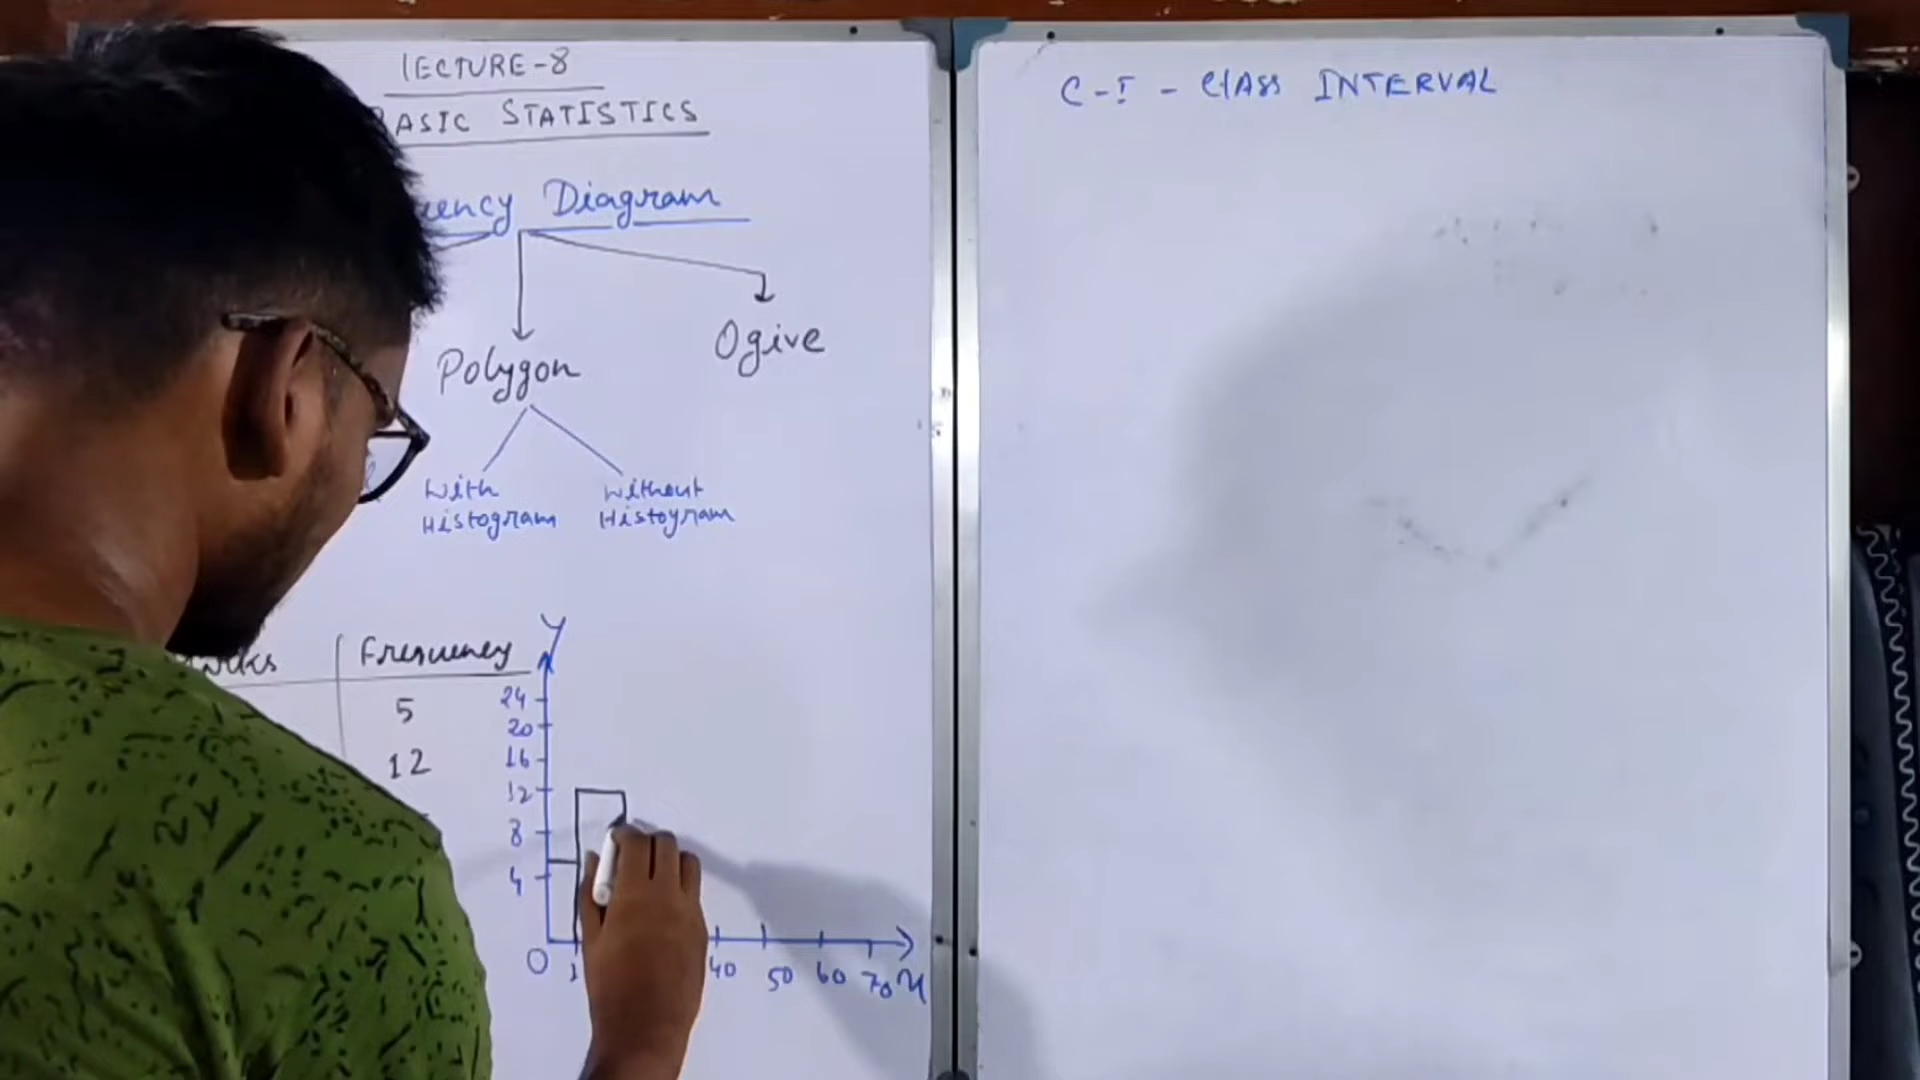 LECTURE-8
BASIC STATISTICS
uency Diagram
Polygon
Ogive
With
Histogram
Without
Histogram
Frequency
5
12
Y
24
20
16
12
8
4
O
40 50 60 70 x
C-I - ClASS INTERVAL